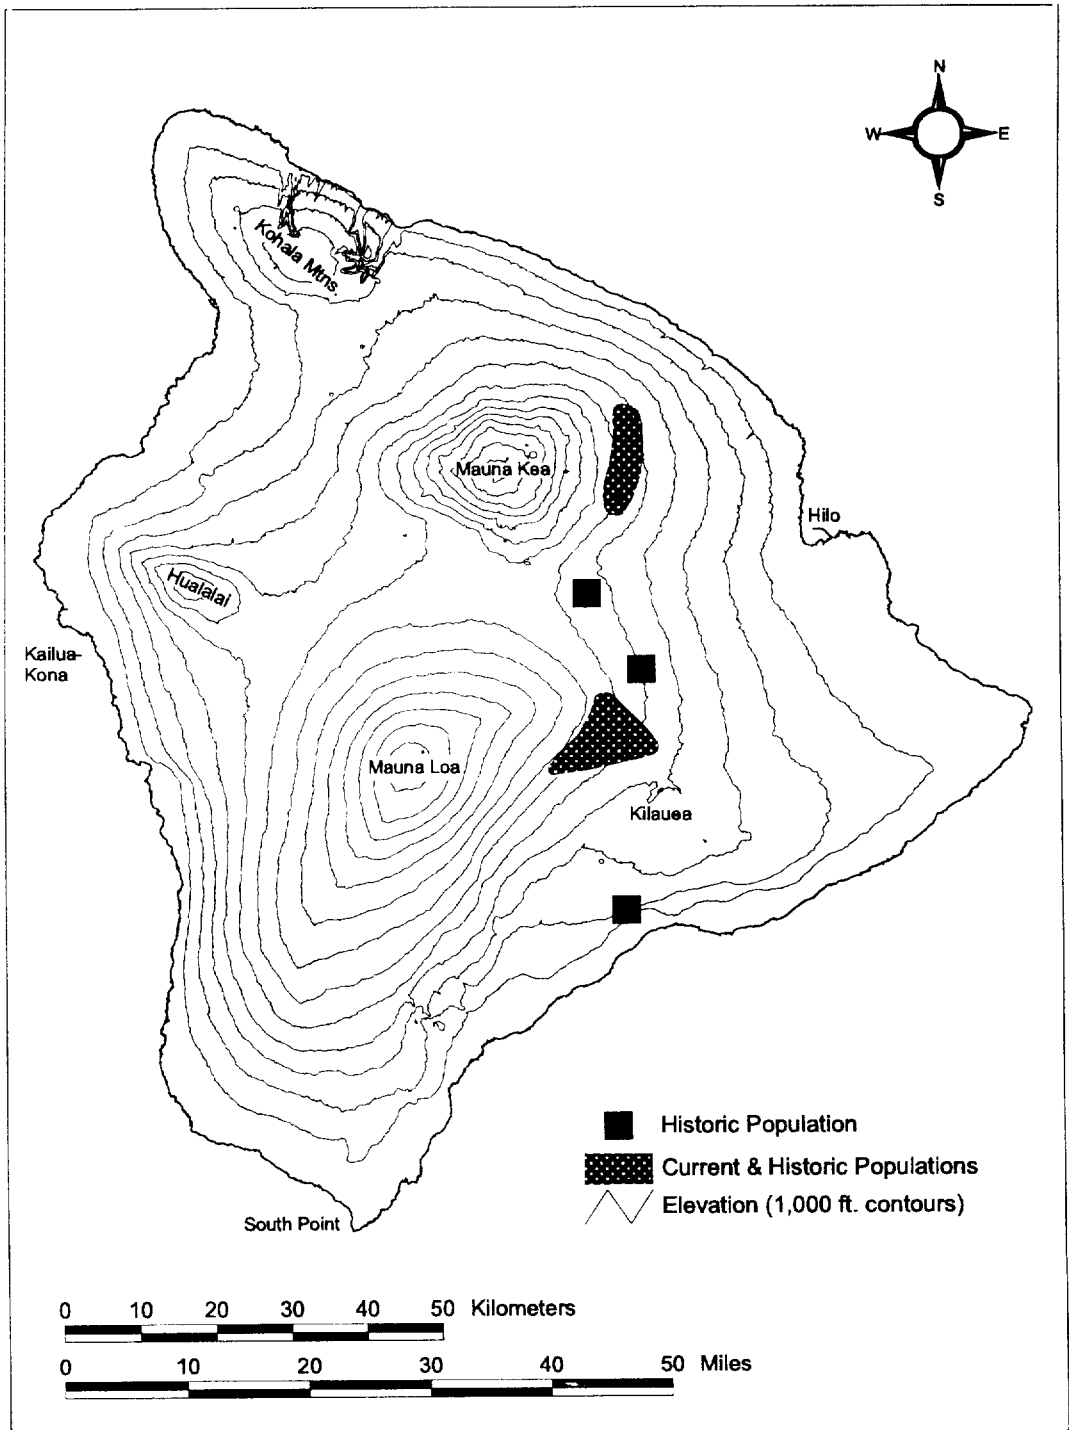 N
W E
S
Kohala Mtns.
Mauna Kea
Hilo
Hualalai
Kailua-
Kona
Mauna Loa
Kilauea
Historic Population
Current & Historic Populations
Elevation (1,000 ft. contours)
South Point
0 10 20 30 40 50 Kilometers
0 10 20 30 40 50 Miles